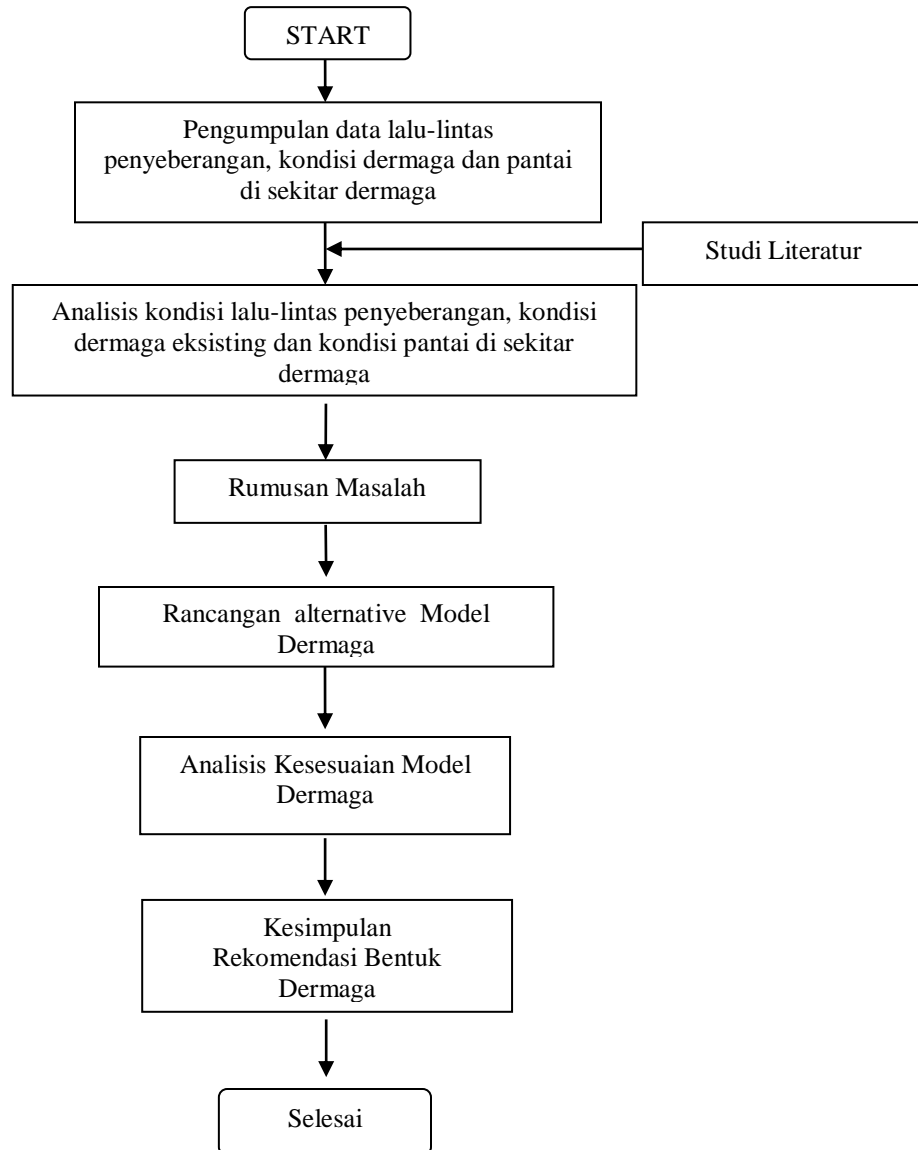 START
Pengumpulan data lalu-lintas
penyeberangan, kondisi dermaga dan pantai
di sekitar dermaga
Studi Literatur
Analisis kondisi lalu-lintas penyeberangan, kondisi
dermaga eksisting dan kondisi pantai di sekitar
dermaga
Rumusan Masalah
Rancangan alternative Model
Dermaga
Analisis Kesesuaian Model
Dermaga
Kesimpulan
Rekomendasi Bentuk
Dermaga
Selesai